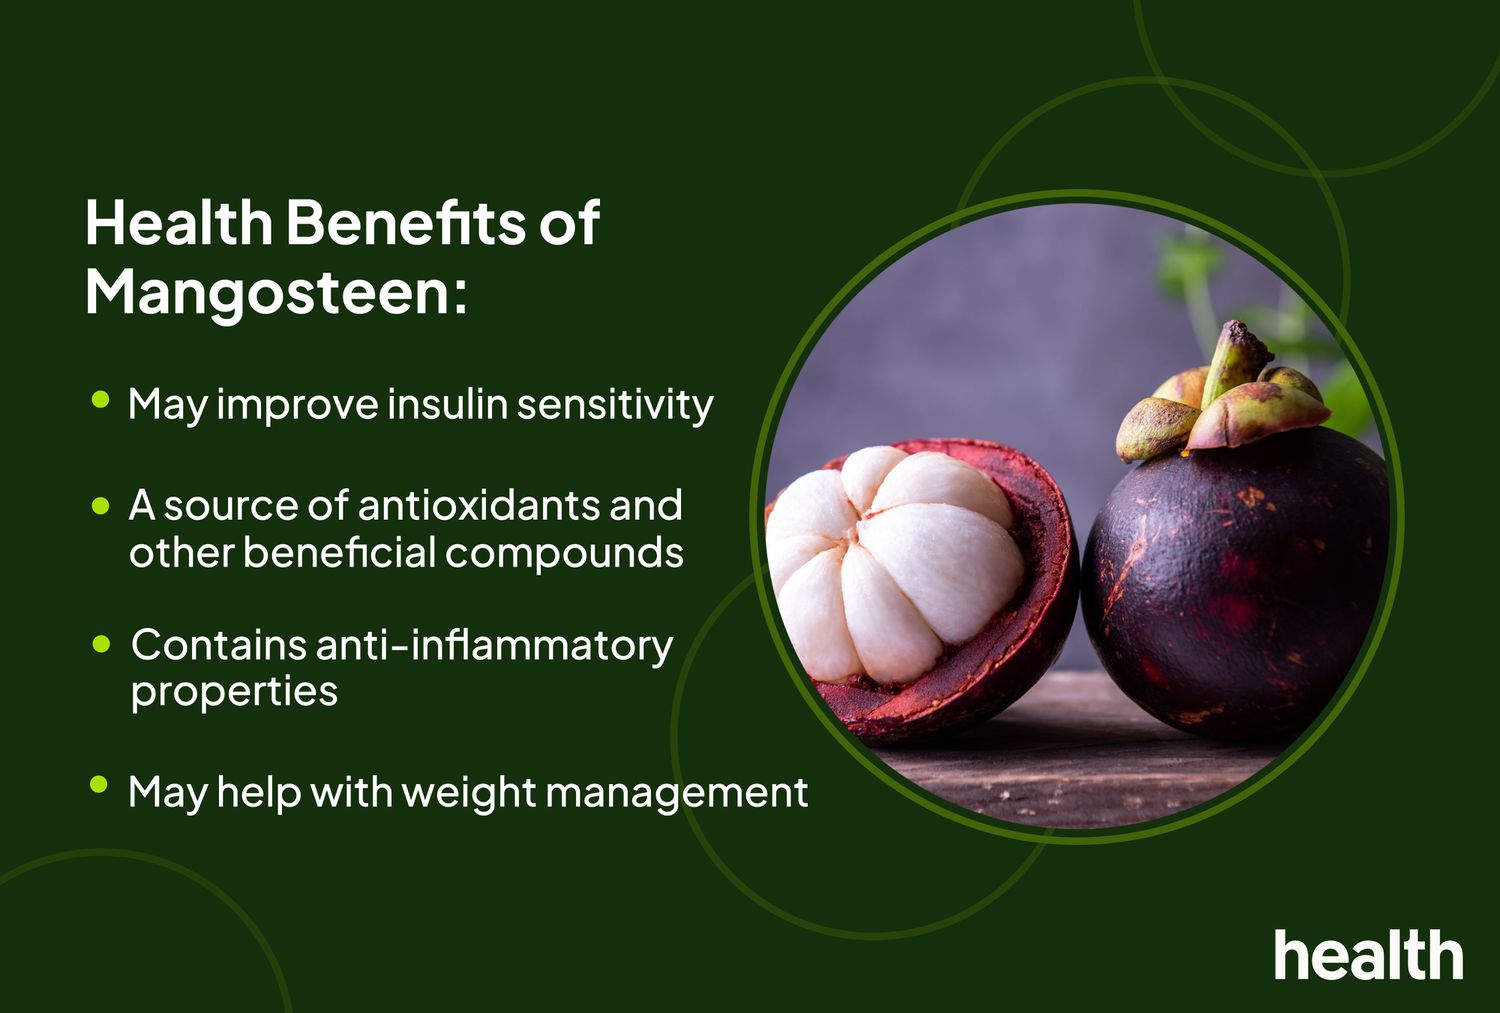 Health Benefits of
Mangosteen:
• May improve insulin sensitivity
• A source of antioxidants and
other beneficial compounds
• Contains anti-inflammatory
properties
• May help with weight management
health